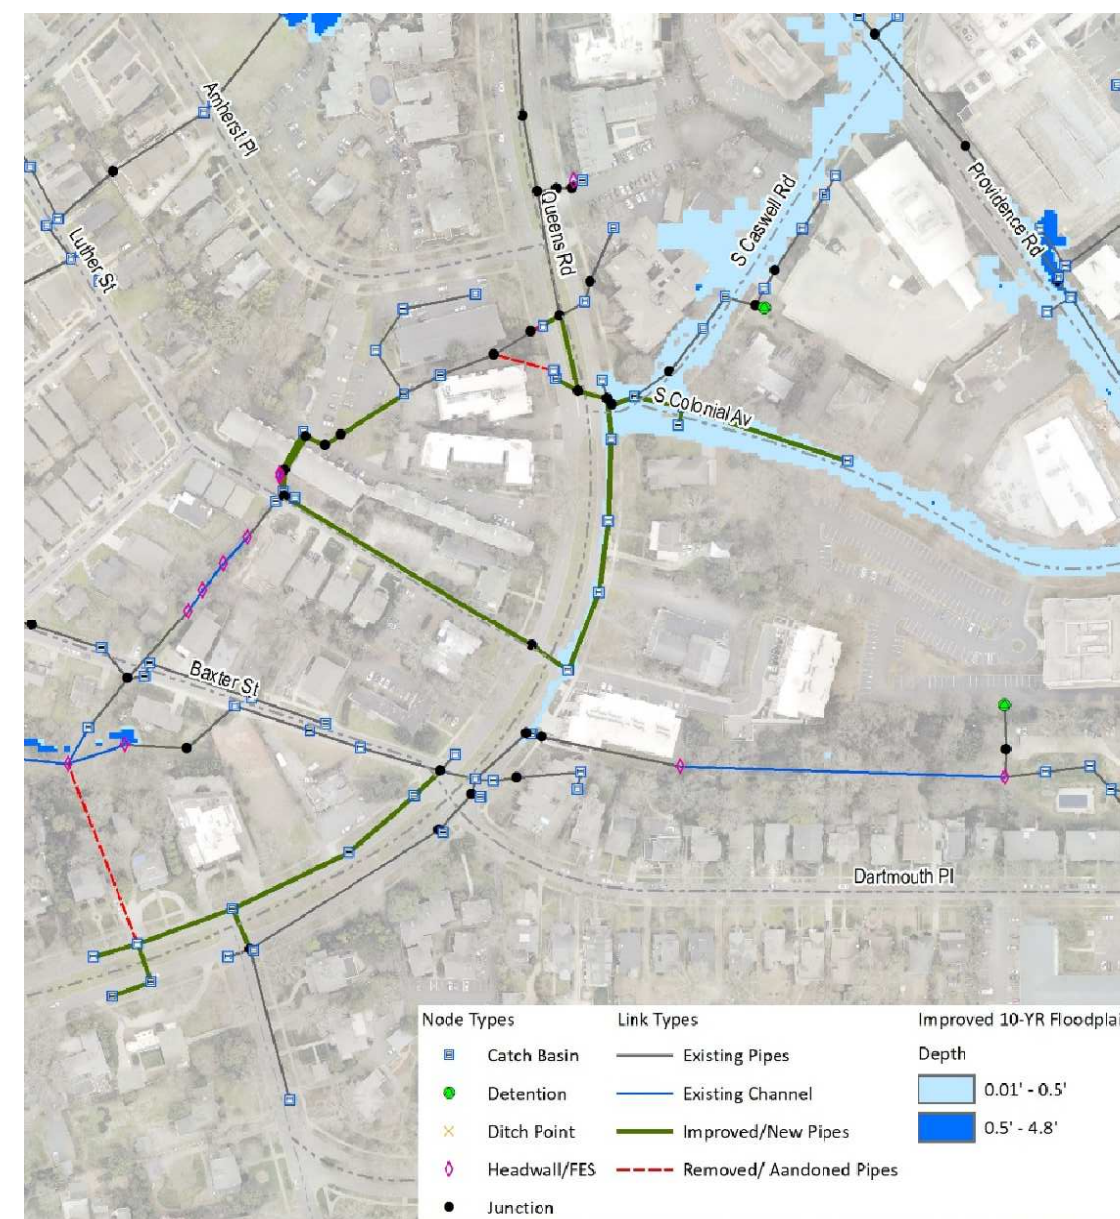 Amherst Pl
Luther St
Queens Rd
S Caswell Rd
Providence Rd
S Colonial Av
Baxter St
Dartmouth Pl
Node Types
Catch Basin
Detention
Ditch Point
Headwall/FES
Junction
Link Types
Existing Pipes
Existing Channel
Improved/New Pipes
Removed/ Aandoned Pipes
Improved 10-YR Floodplai
Depth
0.01' - 0.5'
0.5' - 4.8'